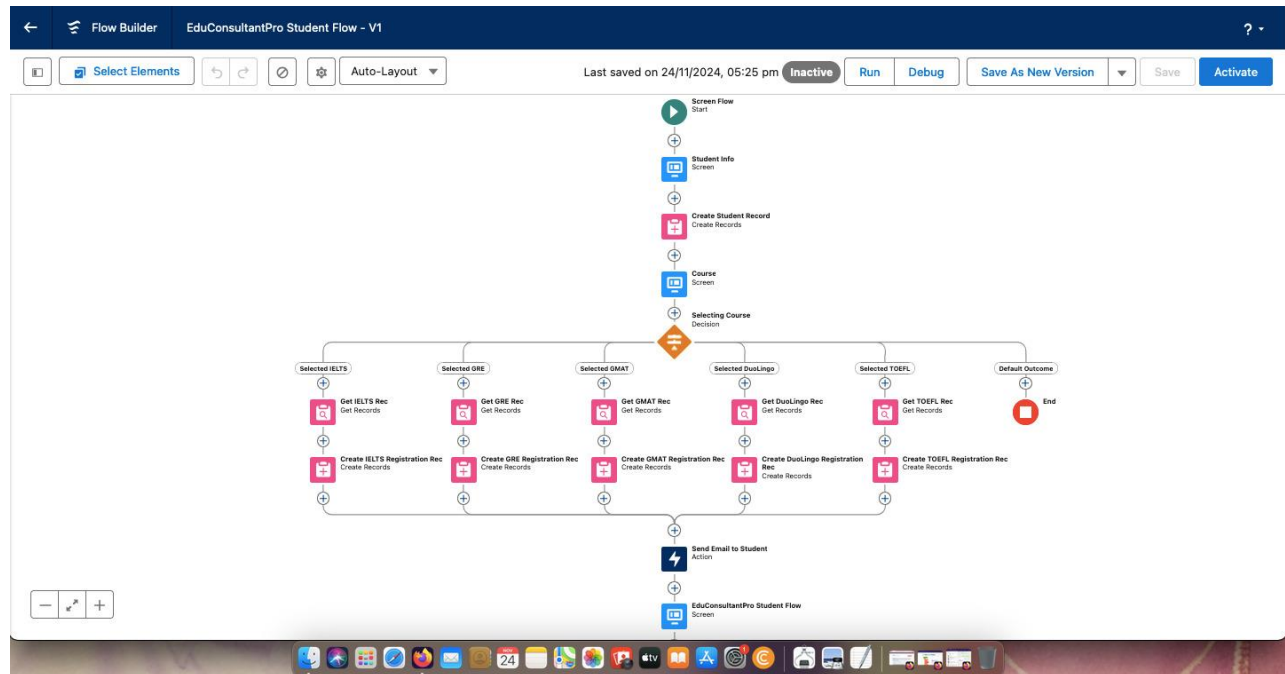 Flow Builder EduConsultantPro Student Flow - V1 ?
Select Elements Auto-Layout Last saved on 24/11/2024, 05:25 pm Inactive Run Debug Save As New Version Save Activate
Screen Flow
Start
Student Info
Screen
Create Student Record
Create Records
Course
Screen
Selecting Course
Decision
Selected IELTS Selected GRE Selected GMAT Selected DuoLingo Selected TOEFL Default Outcome
Get IELTS Rec Get GRE Rec Get GMAT Rec Get DuoLingo Rec Get TOEFL Rec End
Get Records Get Records Get Records Get Records Get Records
Create IELTS Registration Rec Create GRE Registration Rec Create GMAT Registration Rec Create DuoLingo Registration Create TOEFL Registration Rec
Create Records Create Records Create Records Rec Create Records
Create Records
Send Email to Student
Action
EduConsultantPro Student Flow
Screen
NOV
24
tv